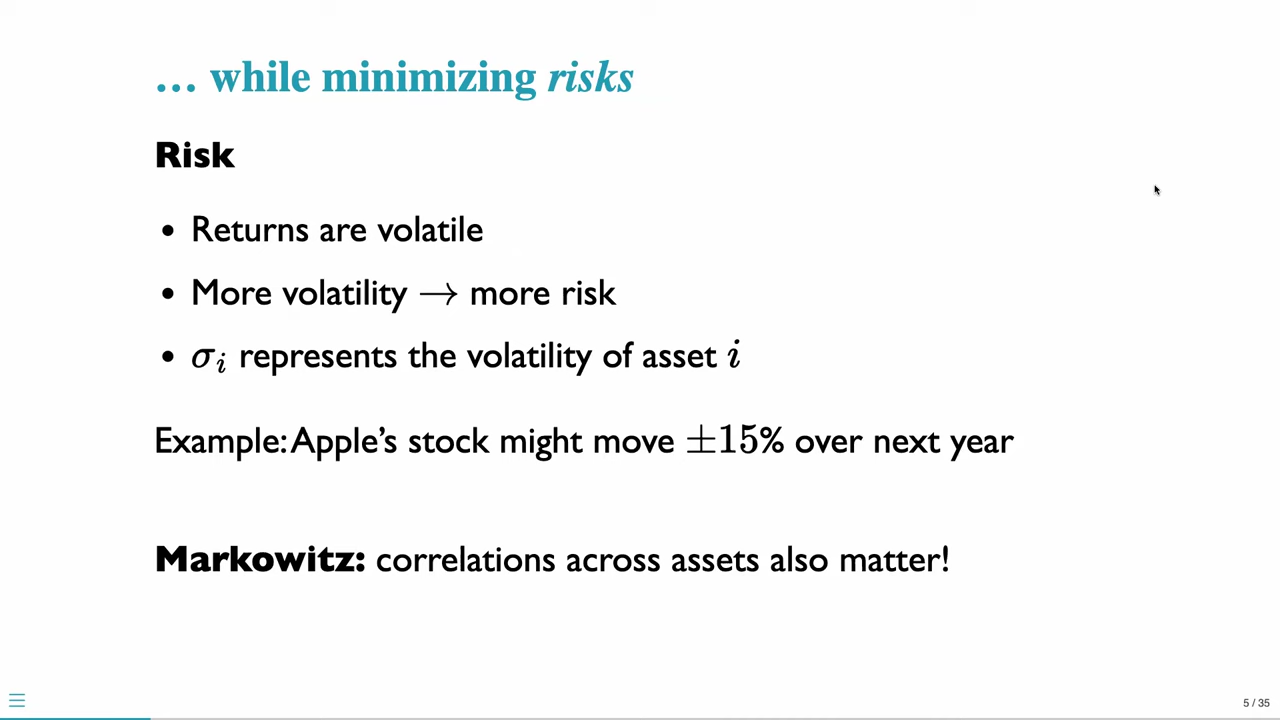 ... while minimizing risks
Risk
• Returns are volatile
• More volatility → more risk
• σᵢ represents the volatility of asset i
Example: Apple’s stock might move ±15% over next year
Markowitz: correlations across assets also matter!
5 / 35